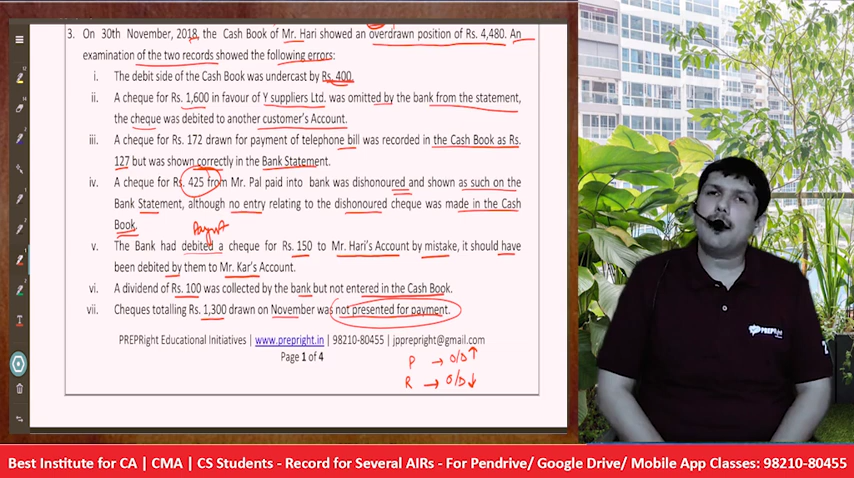 3. On 30th November, 2018, the Cash Book of Mr. Hari showed an overdrawn position of Rs. 4,480. An
examination of the two records showed the following errors:
i. The debit side of the Cash Book was undercast by Rs. 400.
ii. A cheque for Rs. 1,600 in favour of Y suppliers Ltd. was omitted by the bank from the statement,
the cheque was debited to another customer's Account.
iii. A cheque for Rs. 172 drawn for payment of telephone bill was recorded in the Cash Book as Rs.
127 but was shown correctly in the Bank Statement.
iv. A cheque for Rs. 425 from Mr. Pal paid into bank was dishonoured and shown as such on the
Bank Statement, although no entry relating to the dishonoured cheque was made in the Cash
Book.
v. The Bank had debited a cheque for Rs. 150 to Mr. Hari's Account by mistake, it should have
been debited by them to Mr. Kar's Account.
vi. A dividend of Rs. 100 was collected by the bank but not entered in the Cash Book.
vii. Cheques totalling Rs. 1,300 drawn on November was not presented for payment.
PREPRight Educational Initiatives | www.prepright.in | 98210-80455 | jpprepright@gmail.com
Page 1 of 4
P → O/D ↑
R → O/D ↓
PREPRight
Best Institute for CA | CMA | CS Students - Record for Several AIRs - For Pendrive/ Google Drive/ Mobile App Classes: 98210-80455